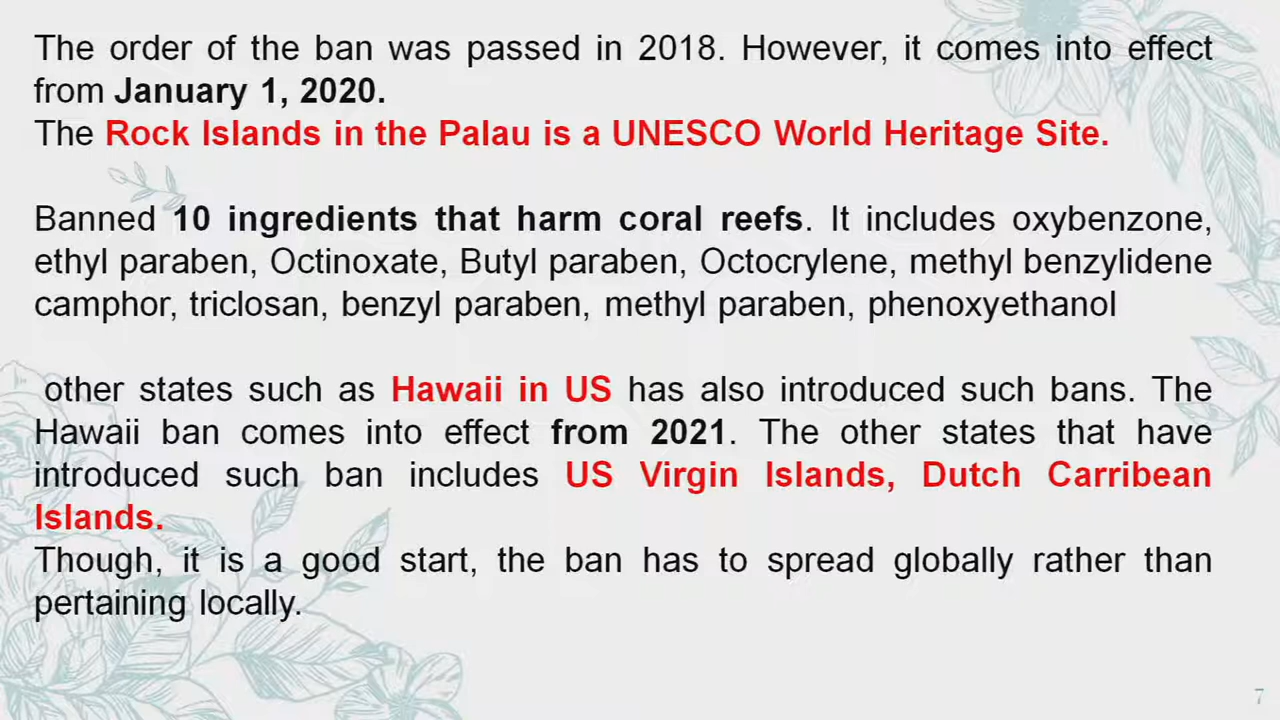 The order of the ban was passed in 2018. However, it comes into effect
from January 1, 2020.
The Rock Islands in the Palau is a UNESCO World Heritage Site.
Banned 10 ingredients that harm coral reefs. It includes oxybenzone,
ethyl paraben, Octinoxate, Butyl paraben, Octocrylene, methyl benzylidene
camphor, triclosan, benzyl paraben, methyl paraben, phenoxyethanol
other states such as Hawaii in US has also introduced such bans. The
Hawaii ban comes into effect from 2021. The other states that have
introduced such ban includes US Virgin Islands, Dutch Carribean
Islands.
Though, it is a good start, the ban has to spread globally rather than
pertaining locally.
7